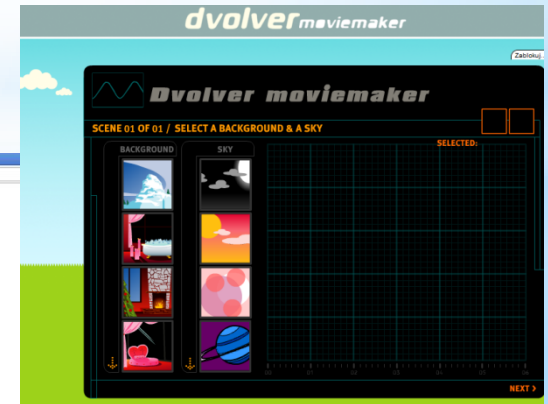 dvolver moviemaker
Zablokuj
Dvolver moviemaker
SCENE 01 OF 01 / SELECT A BACKGROUND & A SKY
SELECTED:
BACKGROUND
SKY
NEXT >